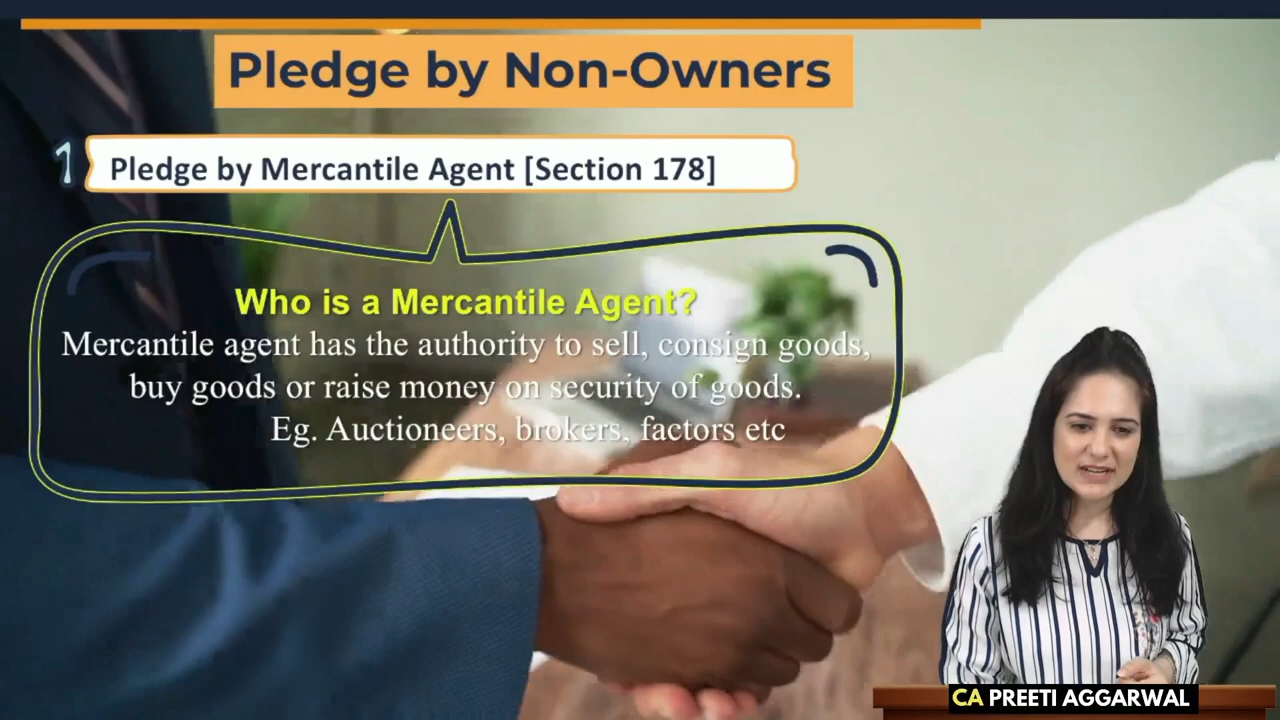 Pledge by Non-Owners
1
Pledge by Mercantile Agent [Section 178]
Who is a Mercantile Agent?
Mercantile agent has the authority to sell, consign goods,
buy goods or raise money on security of goods.
Eg. Auctioneers, brokers, factors etc
CA PREETI AGGARWAL